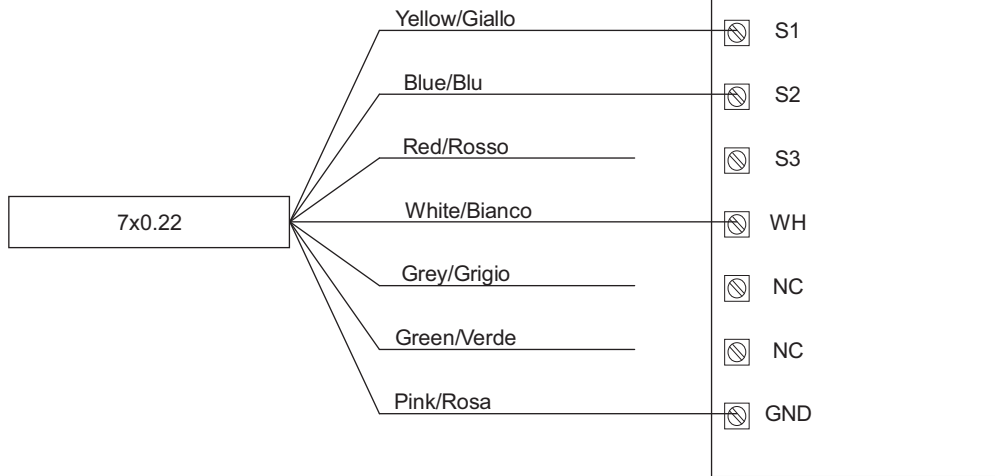 Yellow/Giallo S1
Blue/Blu S2
Red/Rosso S3
White/Bianco WH
7x0.22
Grey/Grigio NC
Green/Verde NC
Pink/Rosa GND